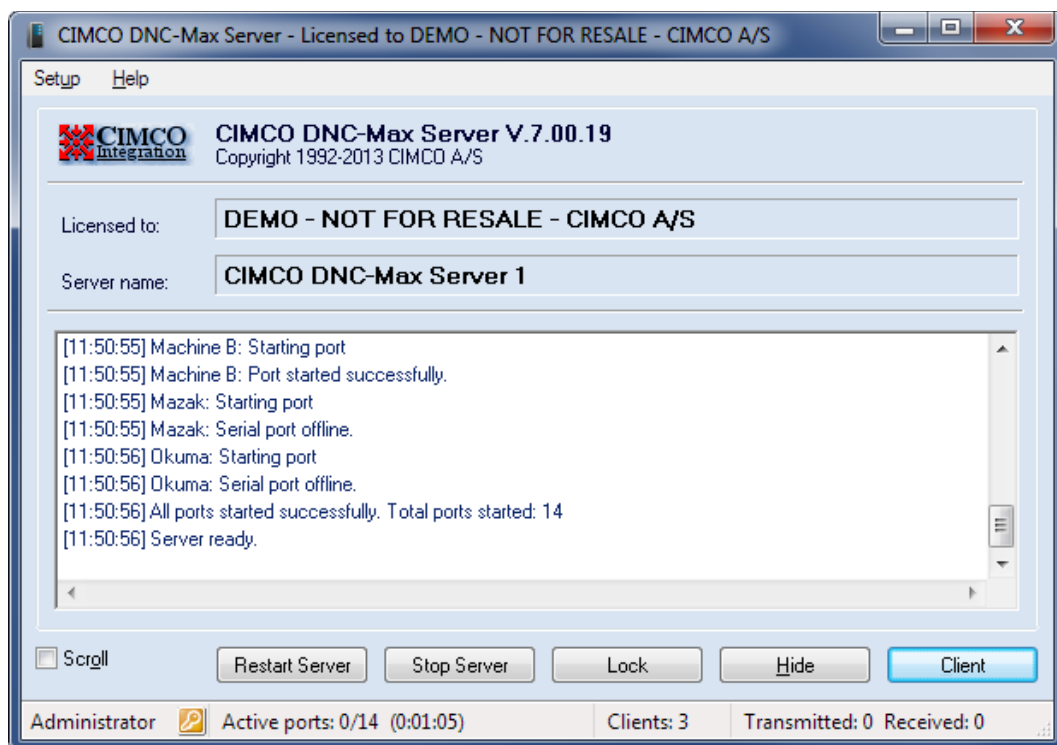 CIMCO DNC-Max Server - Licensed to DEMO - NOT FOR RESALE - CIMCO A/S
Setup Help
CIMCO Integration
CIMCO DNC-Max Server V.7.00.19
Copyright 1992-2013 CIMCO A/S
Licensed to: DEMO - NOT FOR RESALE - CIMCO A/S
Server name: CIMCO DNC-Max Server 1
[11:50:55] Machine B: Starting port
[11:50:55] Machine B: Port started successfully.
[11:50:55] Mazak: Starting port
[11:50:55] Mazak: Serial port offline.
[11:50:56] Okuma: Starting port
[11:50:56] Okuma: Serial port offline.
[11:50:56] All ports started successfully. Total ports started: 14
[11:50:56] Server ready.
Scroll Restart Server Stop Server Lock Hide Client
Administrator Active ports: 0/14 (0:01:05) Clients: 3 Transmitted: 0 Received: 0